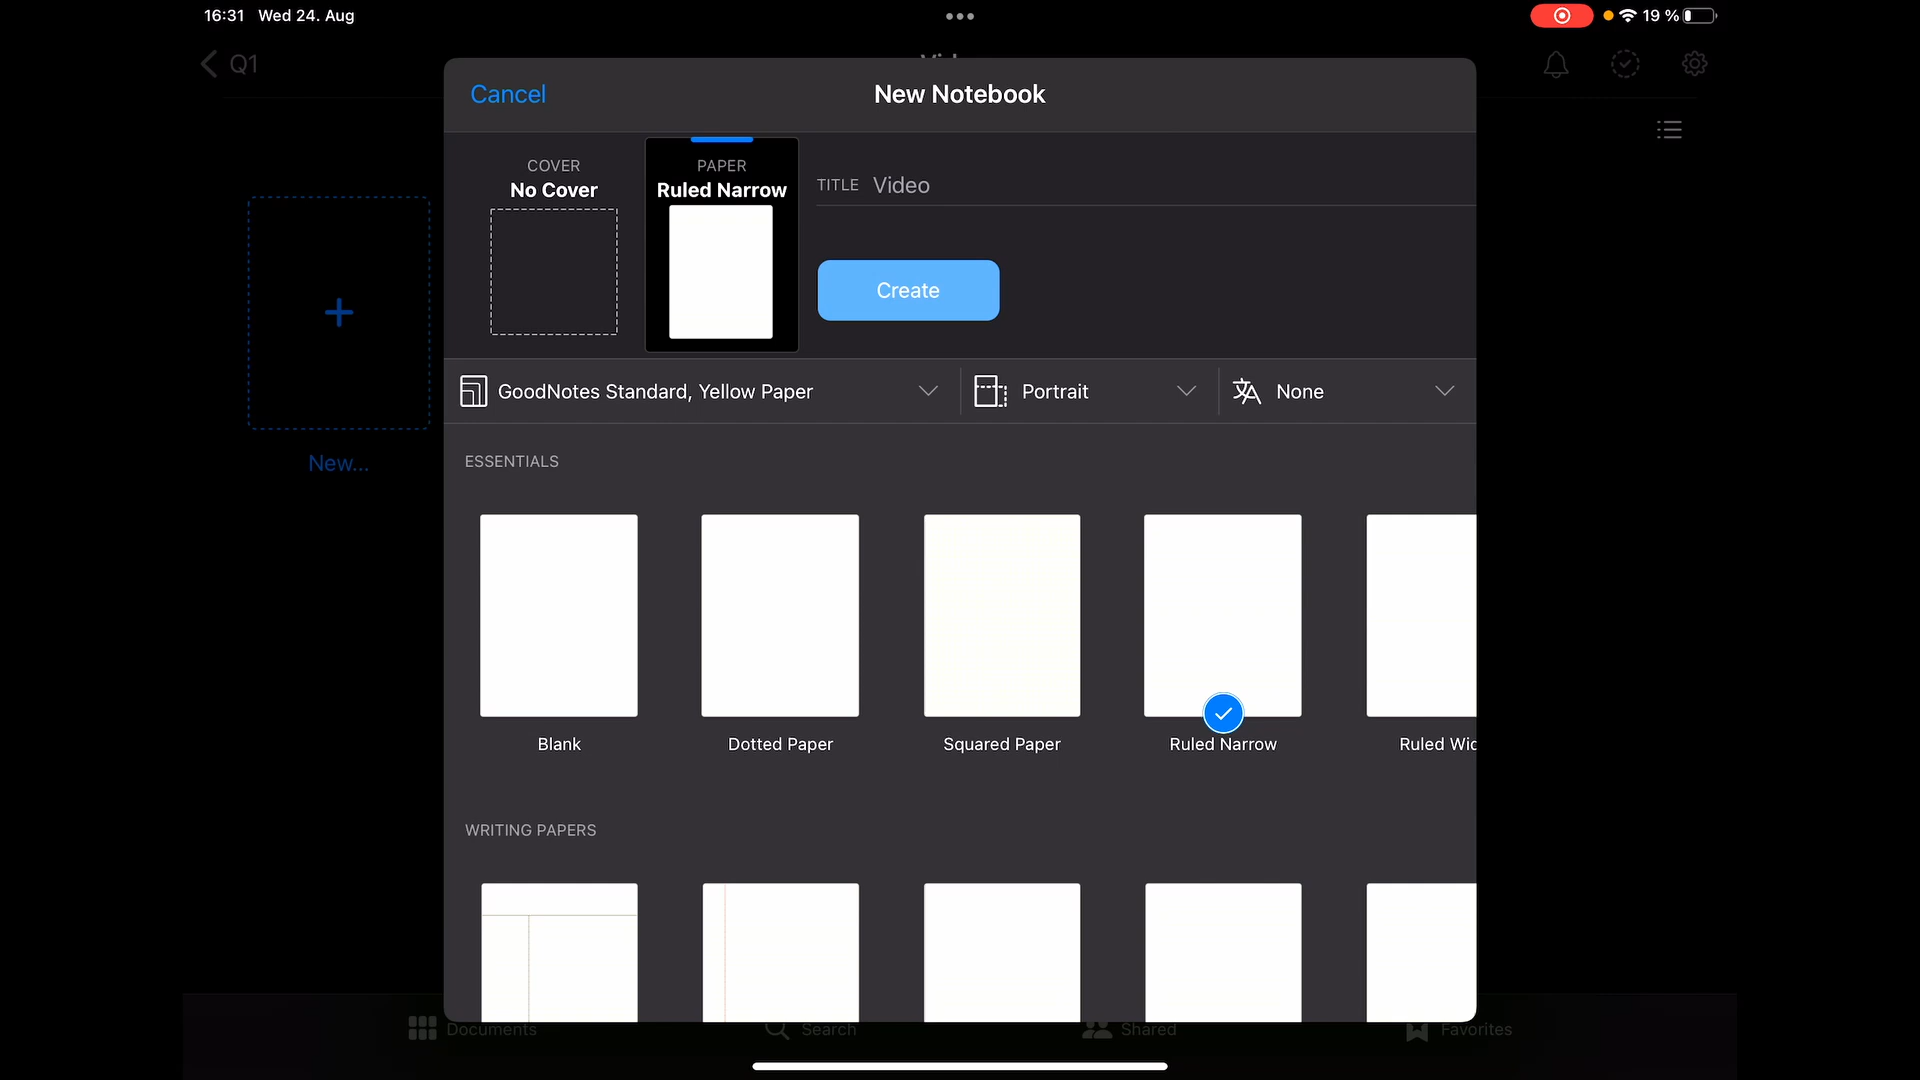 16:31 Wed 24. Aug
19 %
Q1
Cancel
New Notebook
COVER
No Cover
PAPER
Ruled Narrow
TITLE Video
Create
New...
GoodNotes Standard, Yellow Paper
Portrait
None
ESSENTIALS
Blank
Dotted Paper
Squared Paper
Ruled Narrow
Ruled Wid
WRITING PAPERS
Documents
Search
Shared
Favorites